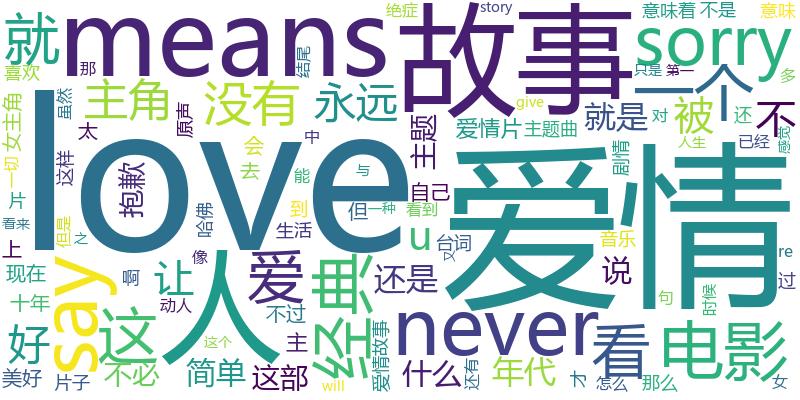 绝症
story
意味着
不是
意味
就
means
故事
sorry
结尾
喜欢
那
只是
第一
多
一个
虽然
主角
没有
永远
give
就是
被
还
不
女主角
太
原声
主题
爱情片
主题曲
对
一切
这样
会
中
love
爱情
人生
已经
感觉
抱歉
去
能
与
自己
剧情
片
哈佛
到
但
一种
看到
看来
但是
之
生活
u
台词
又
音乐
上
像
re
现在
say
啊
让
人
爱
经典
还是
说
句
时候
过
十年
动人
不过
never
好
这
这个
主
看
电影
美好
片子
不必
简单
这部
will
爱情故事
什么
还有
年代
才
怎么
那么
女